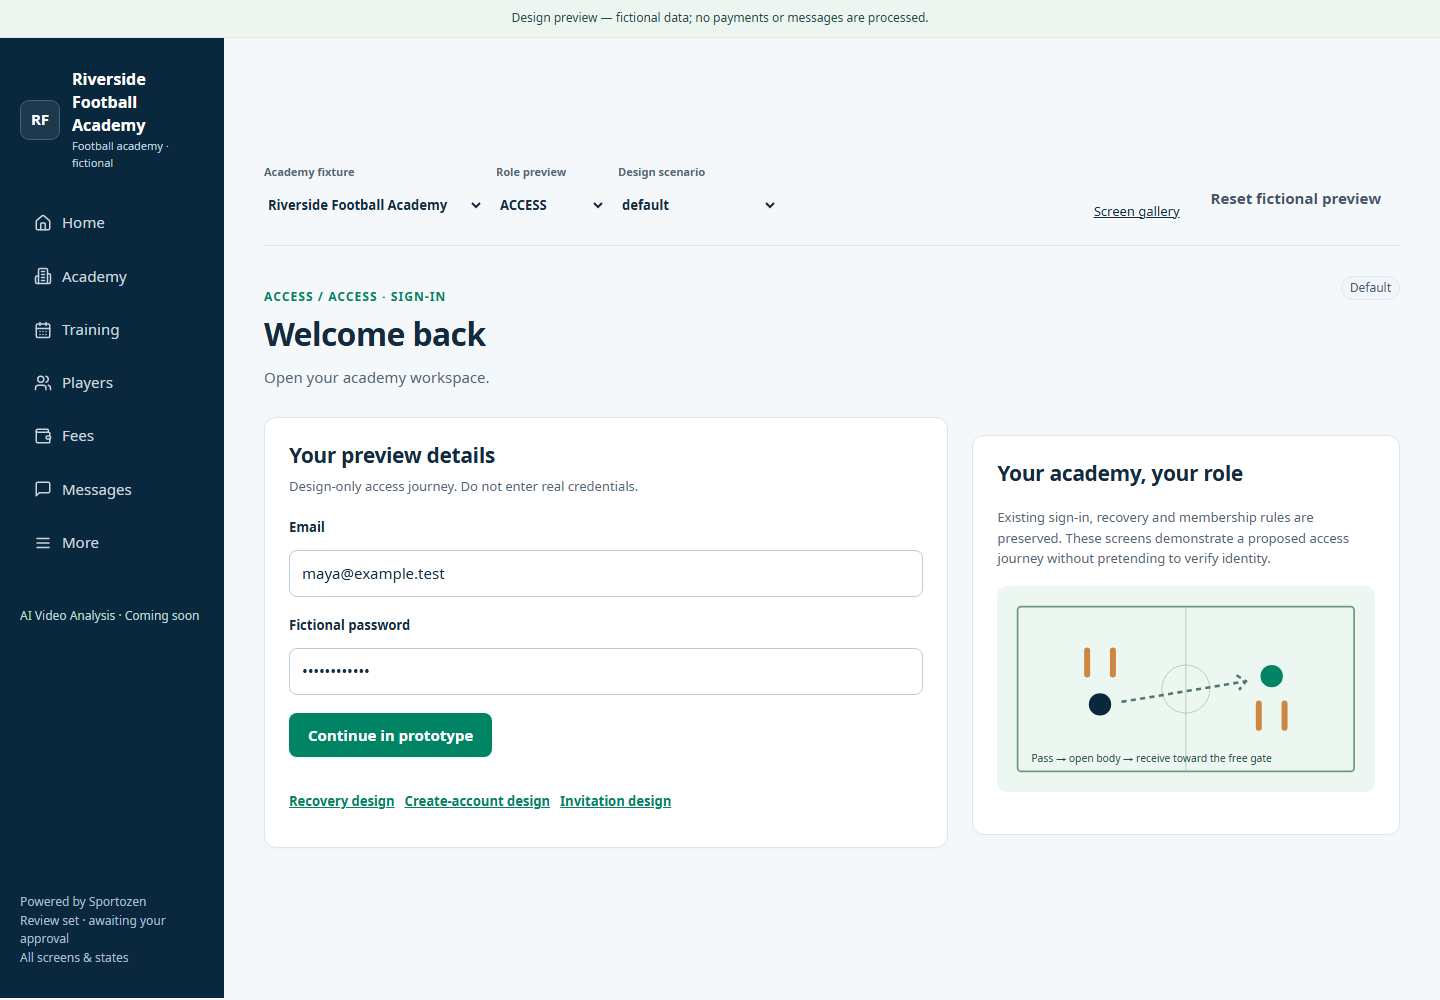 Design preview — fictional data; no payments or messages are processed.
RF
Riverside
Football
Academy
Football academy ·
fictional
Home
Academy
Training
Players
Fees
Messages
More
AI Video Analysis · Coming soon
Powered by Sportozen
Review set · awaiting your
approval
All screens & states
Academy fixture
Role preview
Design scenario
Riverside Football Academy
ACCESS
default
Screen gallery
Reset fictional preview
ACCESS / ACCESS · SIGN-IN
Default
Welcome back
Open your academy workspace.
Your preview details
Design-only access journey. Do not enter real credentials.
Email
maya@example.test
Fictional password
••••••••••••
Continue in prototype
Recovery design Create-account design Invitation design
Your academy, your role
Existing sign-in, recovery and membership rules are
preserved. These screens demonstrate a proposed access
journey without pretending to verify identity.
Pass → open body → receive toward the free gate